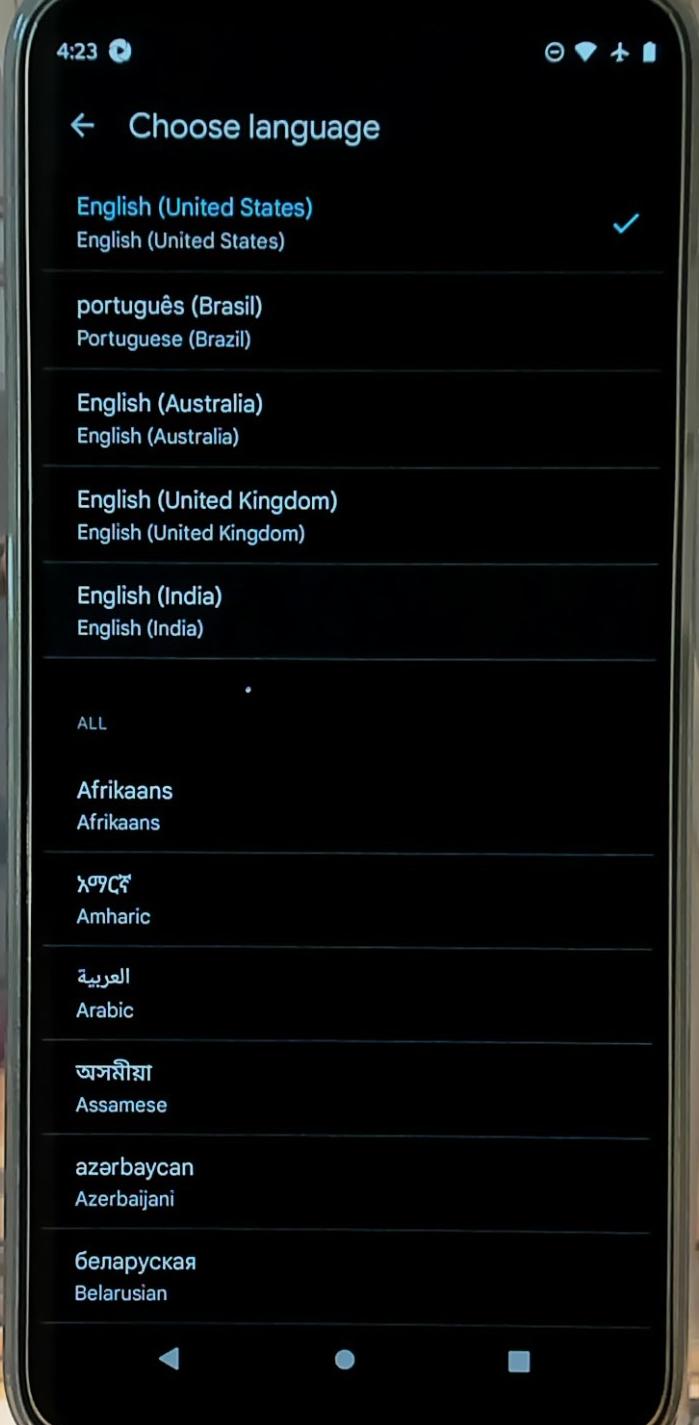 4:23
Choose language
English (United States)
English (United States)
português (Brasil)
Portuguese (Brazil)
English (Australia)
English (Australia)
English (United Kingdom)
English (United Kingdom)
English (India)
English (India)
ALL
Afrikaans
Afrikaans
አማርኛ
Amharic
العربية
Arabic
অসমীয়া
Assamese
azərbaycan
Azerbaijani
беларуская
Belarusian